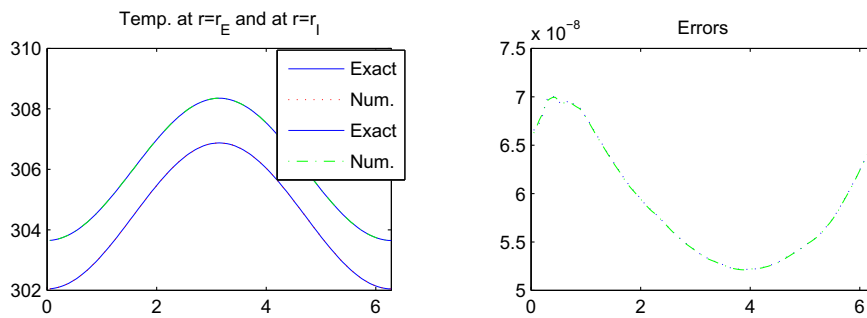 Temp. at r=r_E and at r=r_I
310
308
306
304
302
0
2
4
6
Exact
Num.
Exact
Num.
Errors
x 10^-8
7.5
7
6.5
6
5.5
5
0
2
4
6